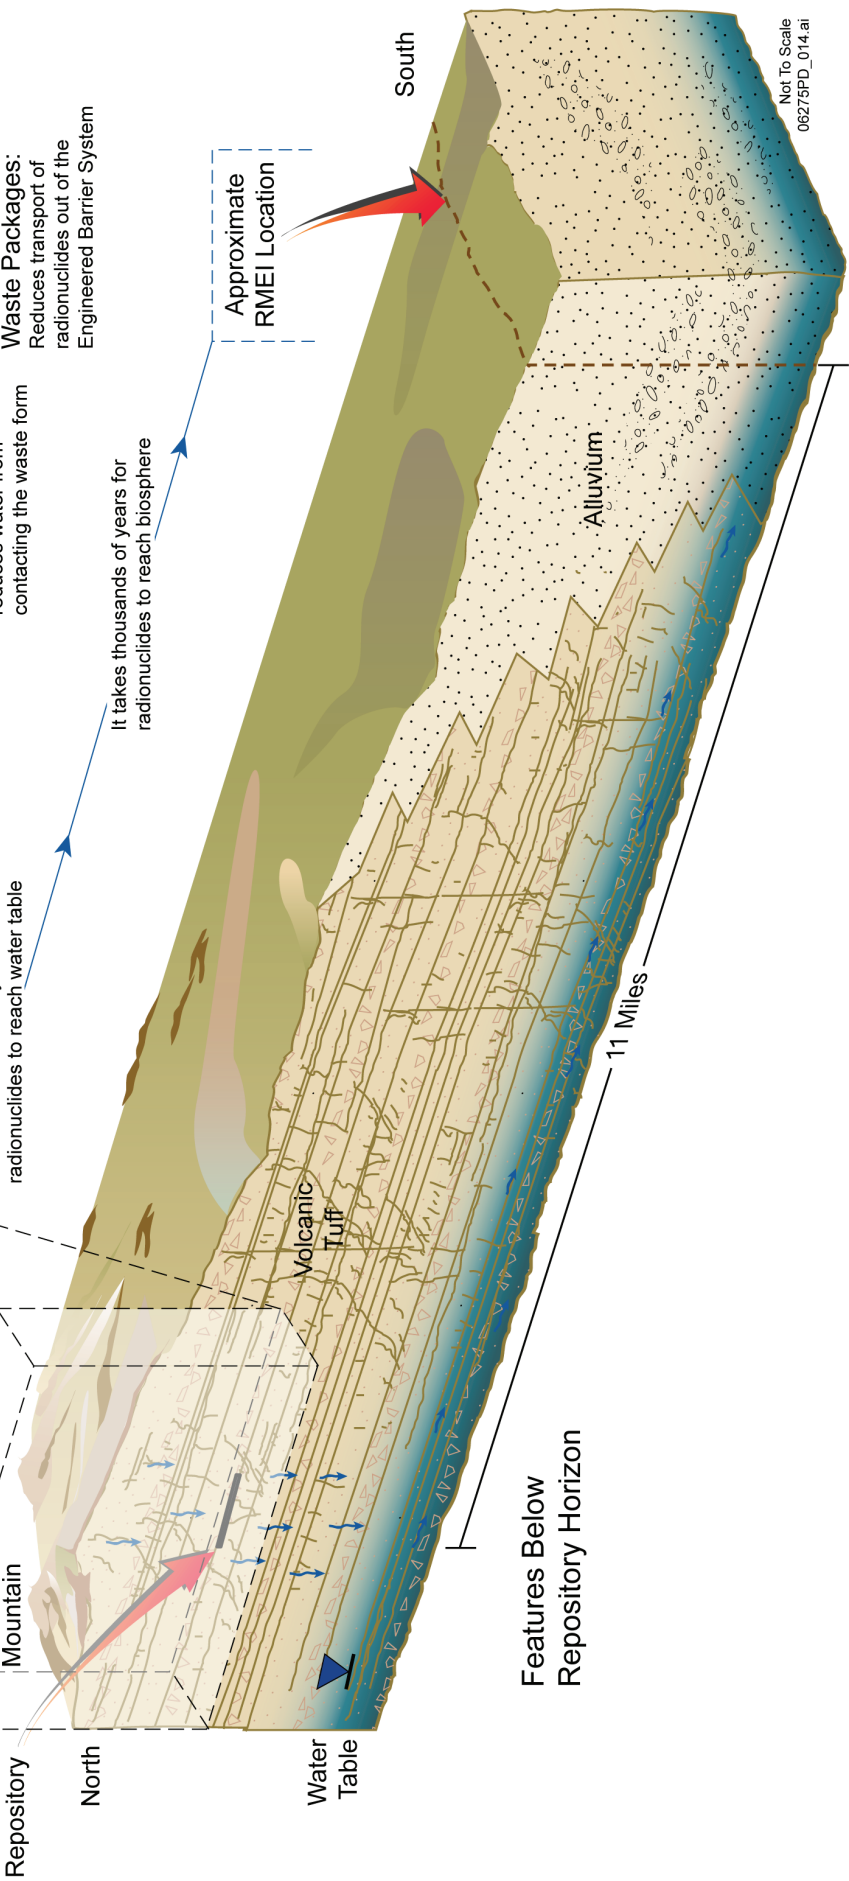 Repository
Mountain
radionuclides to reach water table
contacting the waste form
Waste Packages:
Reduces transport of
radionuclides out of the
Engineered Barrier System
North
It takes thousands of years for
radionuclides to reach biosphere
Approximate
RMEI Location
South
Water
Table
Volcanic
Tuff
Alluvium
11 Miles
Features Below
Repository Horizon
Not To Scale
06275PD_014.ai